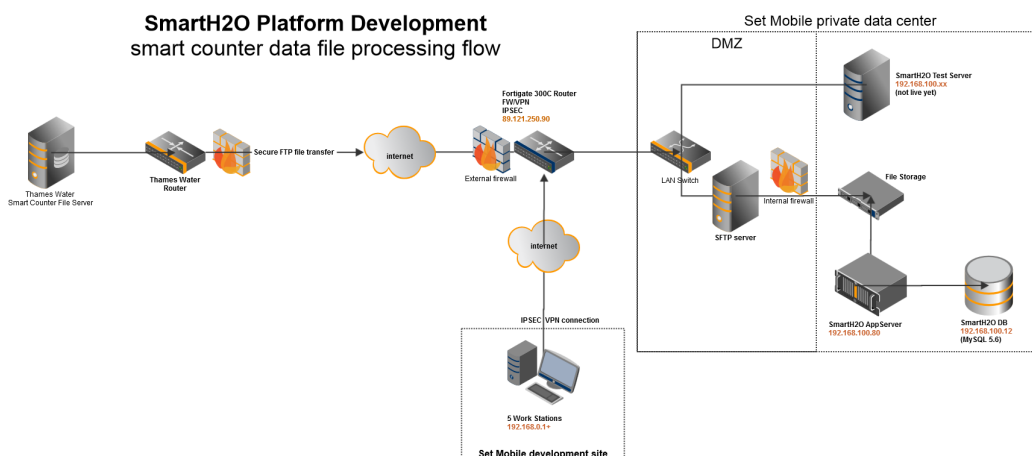 SmartH2O Platform Development
smart counter data file processing flow
Set Mobile private data center
DMZ
SmartH2O Test Server
192.168.100.xx
(not live yet)
Fortigate 300C Router
FW/VPN
IPSEC
89.121.250.90
Secure FTP file transfer
internet
External firewall
Thames Water
Router
Thames Water
Smart Counter File Server
LAN Switch
Internal firewall
File Storage
SFTP server
internet
SmartH2O AppServer
192.168.100.80
SmartH2O DB
192.168.100.12
(MySQL 5.6)
IPSEC VPN connection
5 Work Stations
192.168.0.1+
Set Mobile development site